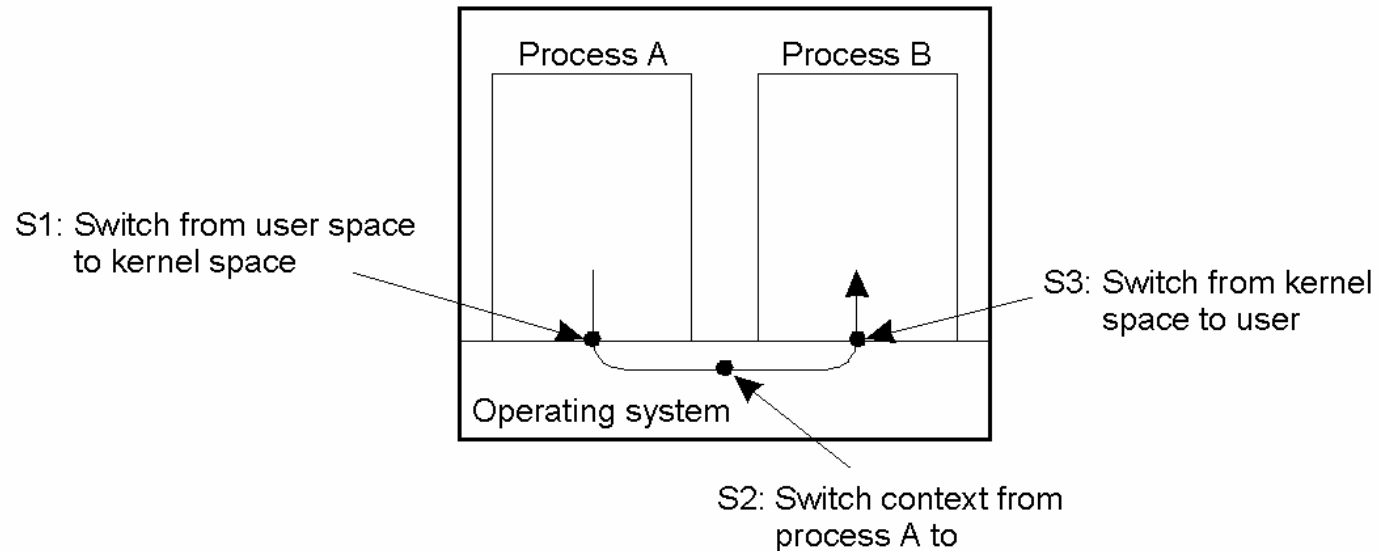 Process A
Process B
S1: Switch from user space
to kernel space
S3: Switch from kernel
space to user
Operating system
S2: Switch context from
process A to